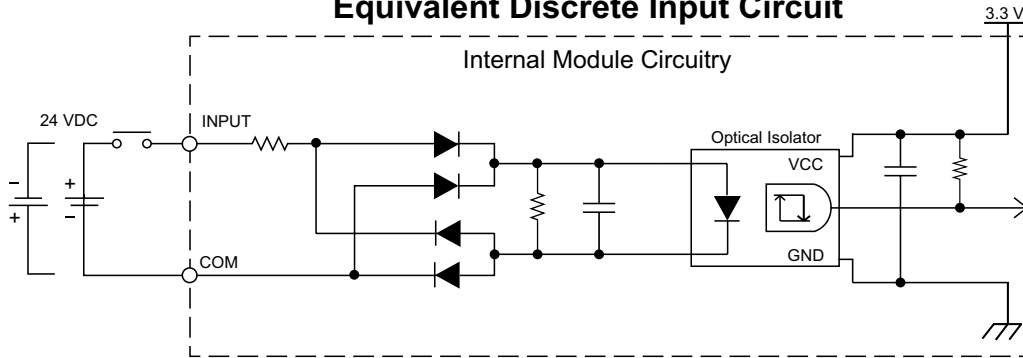 Equivalent Discrete Input Circuit
3.3 V
Internal Module Circuitry
24 VDC
INPUT
Optical Isolator
VCC
- +
+ -
COM
GND